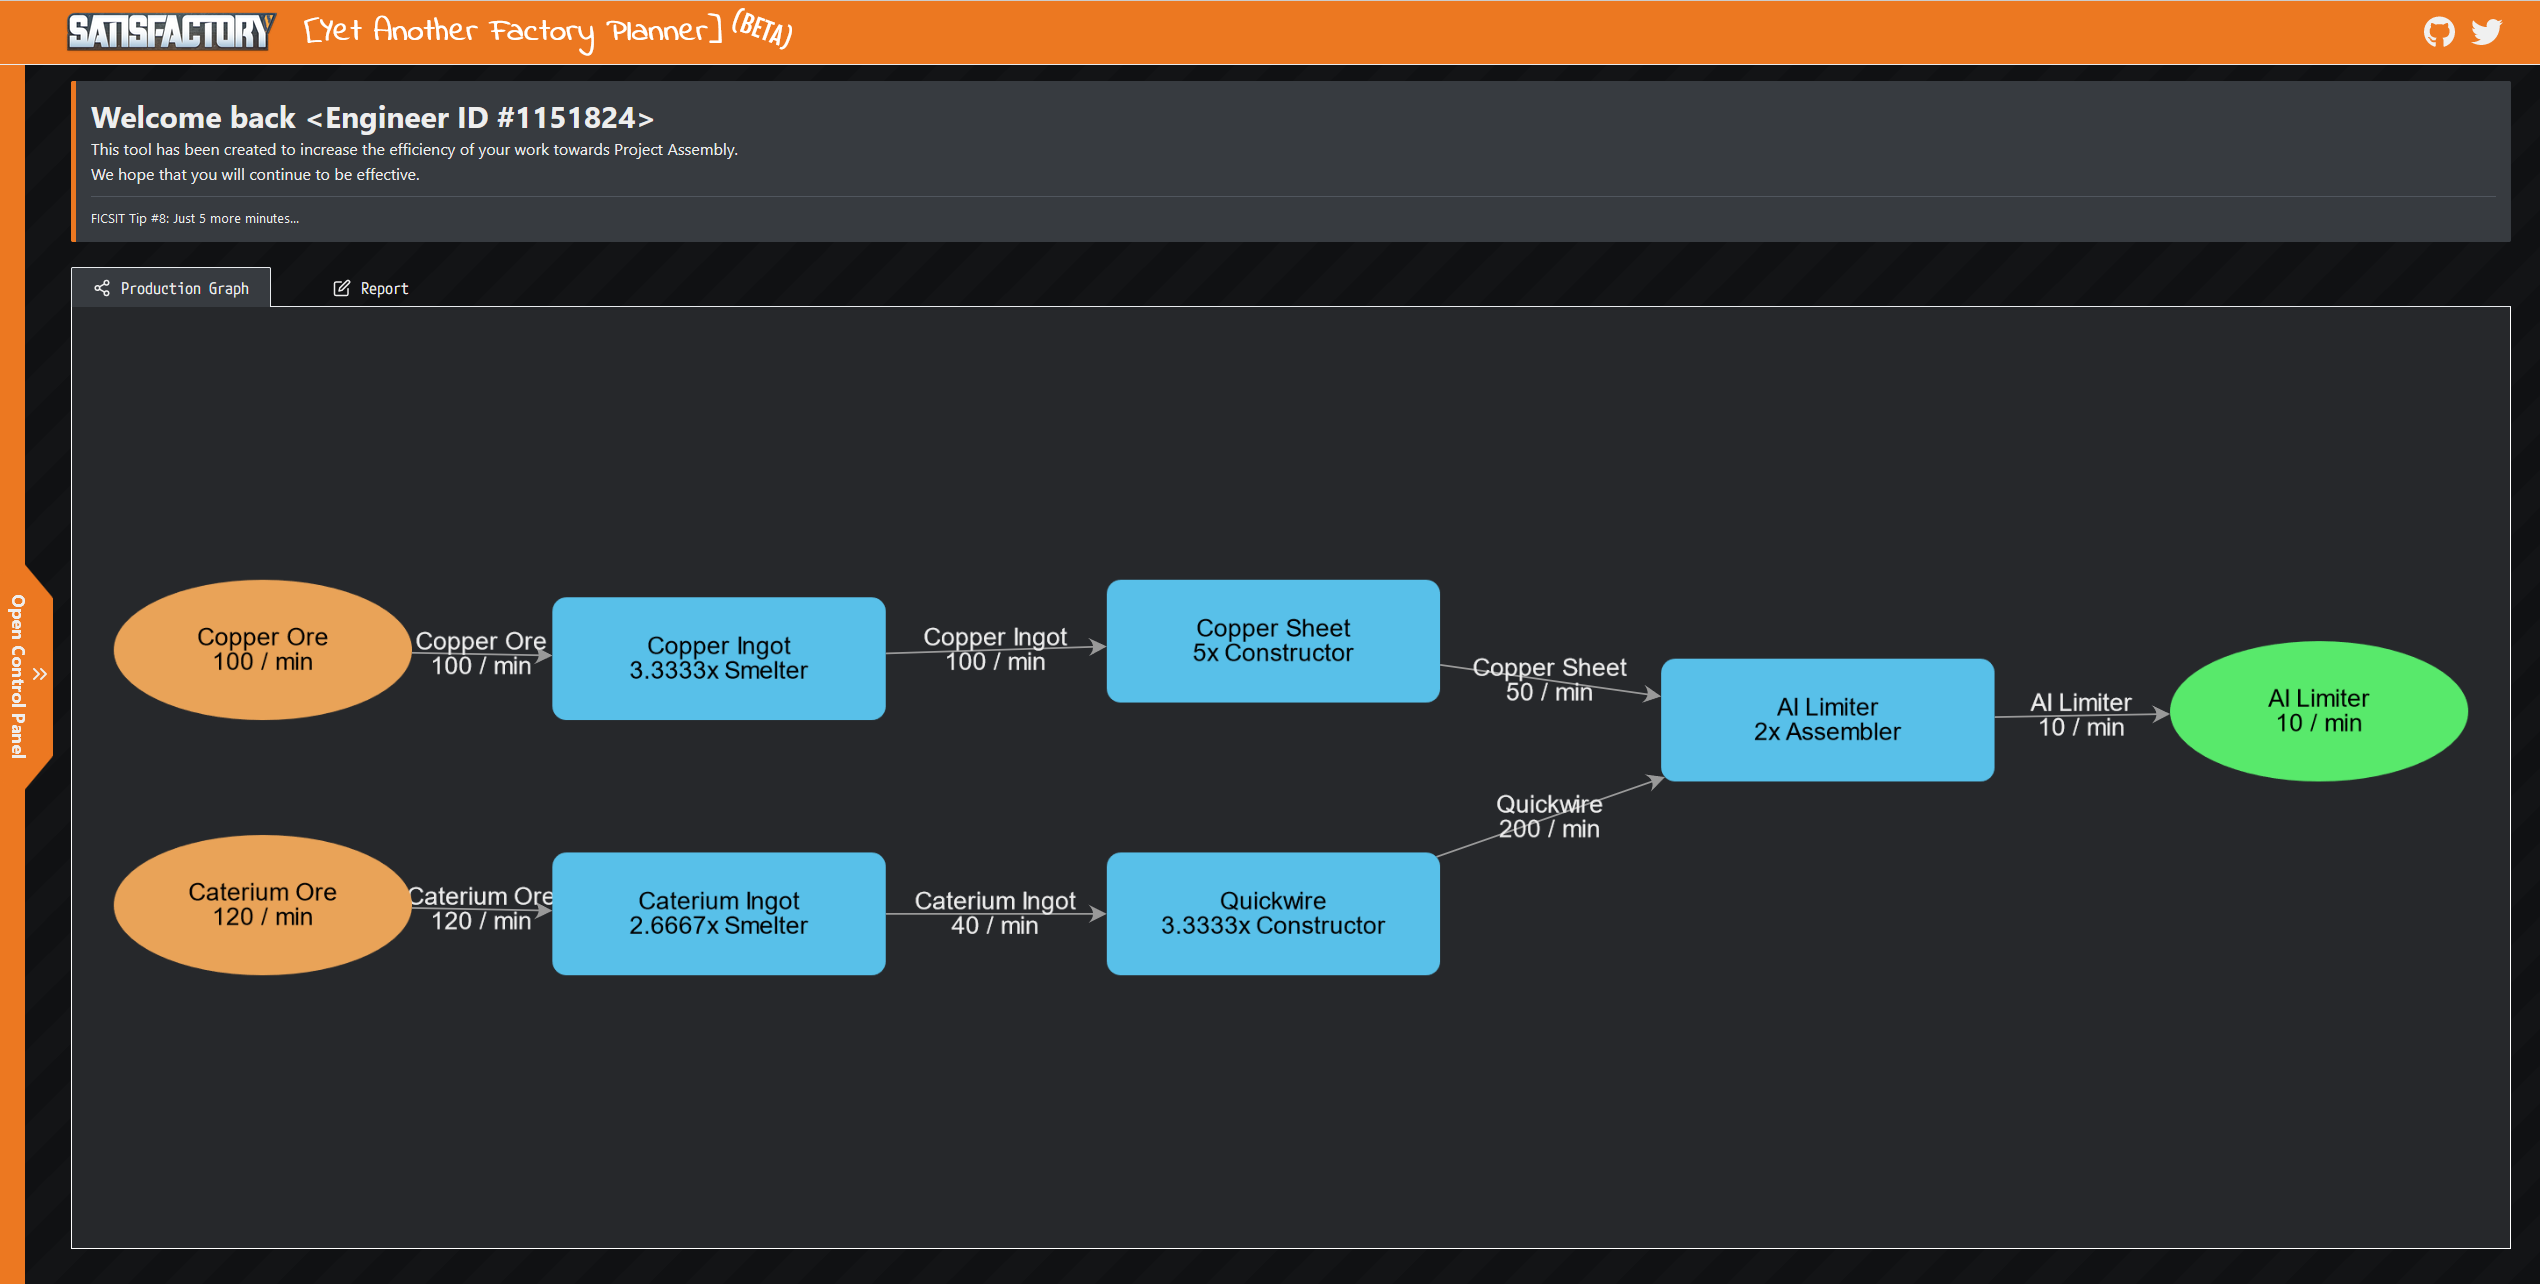 SATISFACTORY
[Yet Another Factory Planner] (BETA)
Welcome back <Engineer ID #1151824>
This tool has been created to increase the efficiency of your work towards Project Assembly.
We hope that you will continue to be effective.
FICSIT Tip #8: Just 5 more minutes...
Production Graph
Report
Open Control Panel
Copper Ore
100 / min
Copper Ore
100 / min
Copper Ingot
3.3333x Smelter
Copper Ingot
100 / min
Copper Sheet
5x Constructor
Copper Sheet
50 / min
AI Limiter
2x Assembler
AI Limiter
10 / min
AI Limiter
10 / min
Caterium Ore
120 / min
Caterium Ore
120 / min
Caterium Ingot
2.6667x Smelter
Caterium Ingot
40 / min
Quickwire
3.3333x Constructor
Quickwire
200 / min